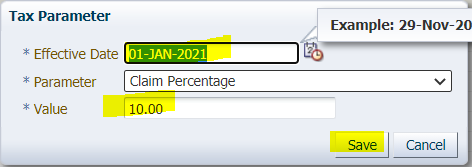 Tax Parameter
Example: 29-Nov-20
* Effective Date 01-JAN-2021
* Parameter Claim Percentage
* Value 10.00
Save Cancel